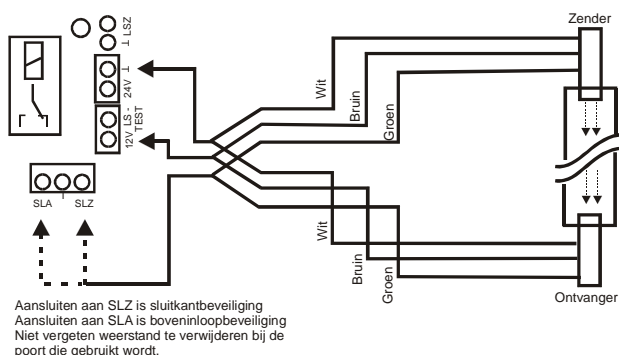 Zender
⊥ LSZ
24V ⊥
12V LS -
TEST
SLA
SLZ
Wit
Bruin
Groen
Wit
Bruin
Groen
Ontvanger
Aansluiten aan SLZ is sluitkantbeveiliging
Aansluiten aan SLA is boveninloopbeveiliging
Niet vergeten weerstand te verwijderen bij de
poort die gebruikt wordt.